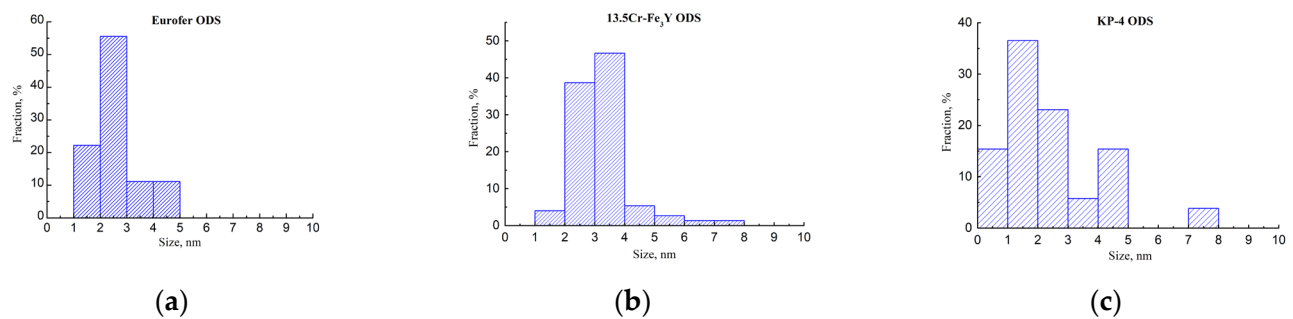 Eurofer ODS
60
50
40
30
20
10
0
Fraction, %
0 1 2 3 4 5 6 7 8 9 10
Size, nm
(a)
13.5Cr-Fe₃Y ODS
50
40
30
20
10
0
Fraction, %
0 1 2 3 4 5 6 7 8 9 10
Size, nm
(b)
KP-4 ODS
40
30
20
10
0
Fraction, %
0 1 2 3 4 5 6 7 8 9 10
Size, nm
(c)